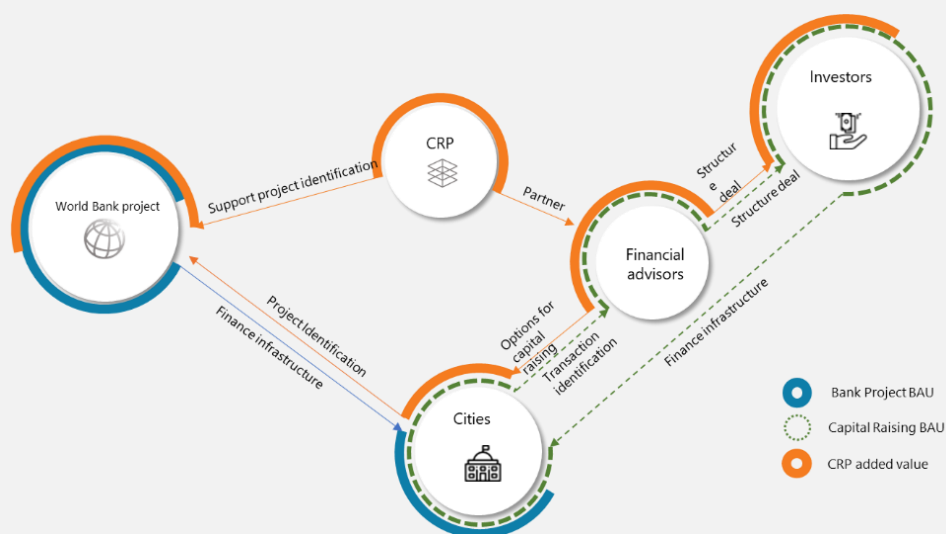 Investors
CRP
World Bank project
Support project identification
Partner
Structur
e
deal
Structure deal
Financial
advisors
Project Identification
Finance infrastructure
Options for
capital
raising
Transaction
identification
Finance infrastructure
Cities
Bank Project BAU
Capital Raising BAU
CRP added value